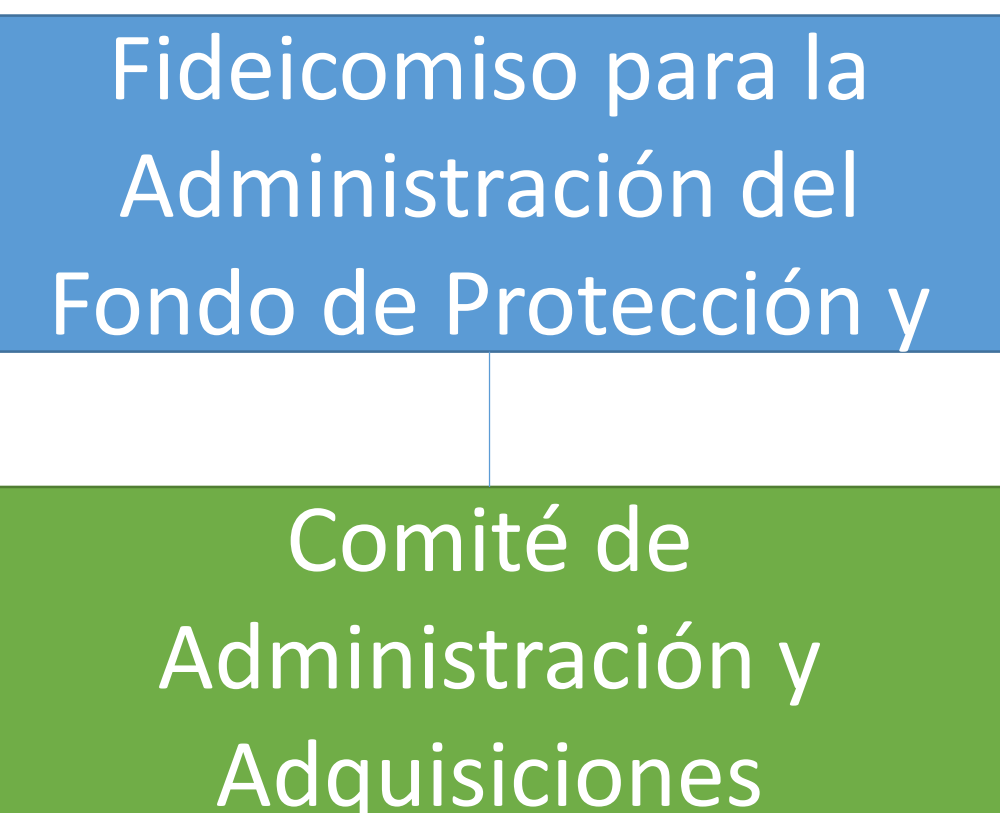 Fideicomiso para la
Administración del
Fondo de Protección y
Comité de
Administración y
Adquisiciones